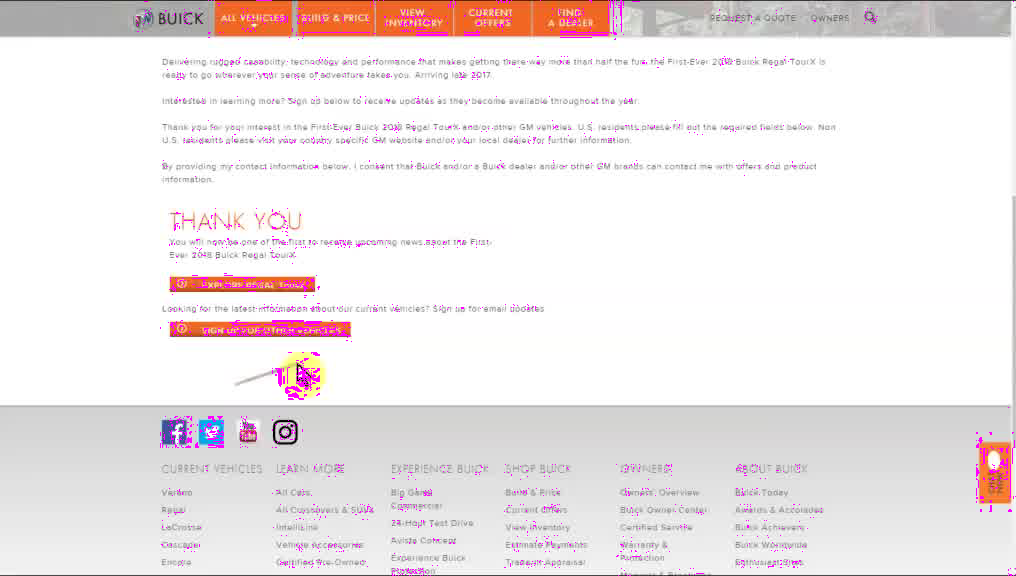 BUICK
ALL VEHICLES
BUILD & PRICE
VIEW INVENTORY
CURRENT OFFERS
FIND A DEALER
REQUEST A QUOTE
OWNERS
Delivering rugged capability, technology and performance that makes getting there way more than half the fun, the First-Ever 2018 Buick Regal TourX is
ready to go wherever your sense of adventure takes you. Arriving late 2017.
Interested in learning more? Sign up below to receive updates as they become available throughout the year.
Thank you for your interest in the First-Ever Buick 2018 Regal TourX and/or other GM vehicles. U.S. residents please fill out the required fields below. Non
U.S. residents please visit your country specific GM website and/or your local dealer for further information.
By providing my contact information below, I consent that Buick and/or a Buick dealer and/or other GM brands can contact me with offers and product
information.
THANK YOU
You will now be one of the first to receive upcoming news about the First-
Ever 2018 Buick Regal TourX
EXPLORE REGAL TOURX
Looking for the latest information about our current vehicles? Sign up for email updates
SIGN UP FOR OTHER VEHICLES
CURRENT VEHICLES
Verano
Regal
LaCrosse
Cascada
Encore
LEARN MORE
All Cars
All Crossovers & SUVs
IntelliLink
Vehicle Accessories
Certified Pre-Owned
EXPERIENCE BUICK
Big Game
Commercial
24-Hour Test Drive
Avista Concept
Experience Buick
SHOP BUICK
Build & Price
Current Offers
View Inventory
Estimate Payments
Trade-In Appraisal
OWNERS
Owners Overview
Buick Owner Center
Certified Service
Warranty &
Protection
ABOUT BUICK
Buick Today
Awards & Accolades
Buick Achievers
Buick Worldwide
CHAT NOW